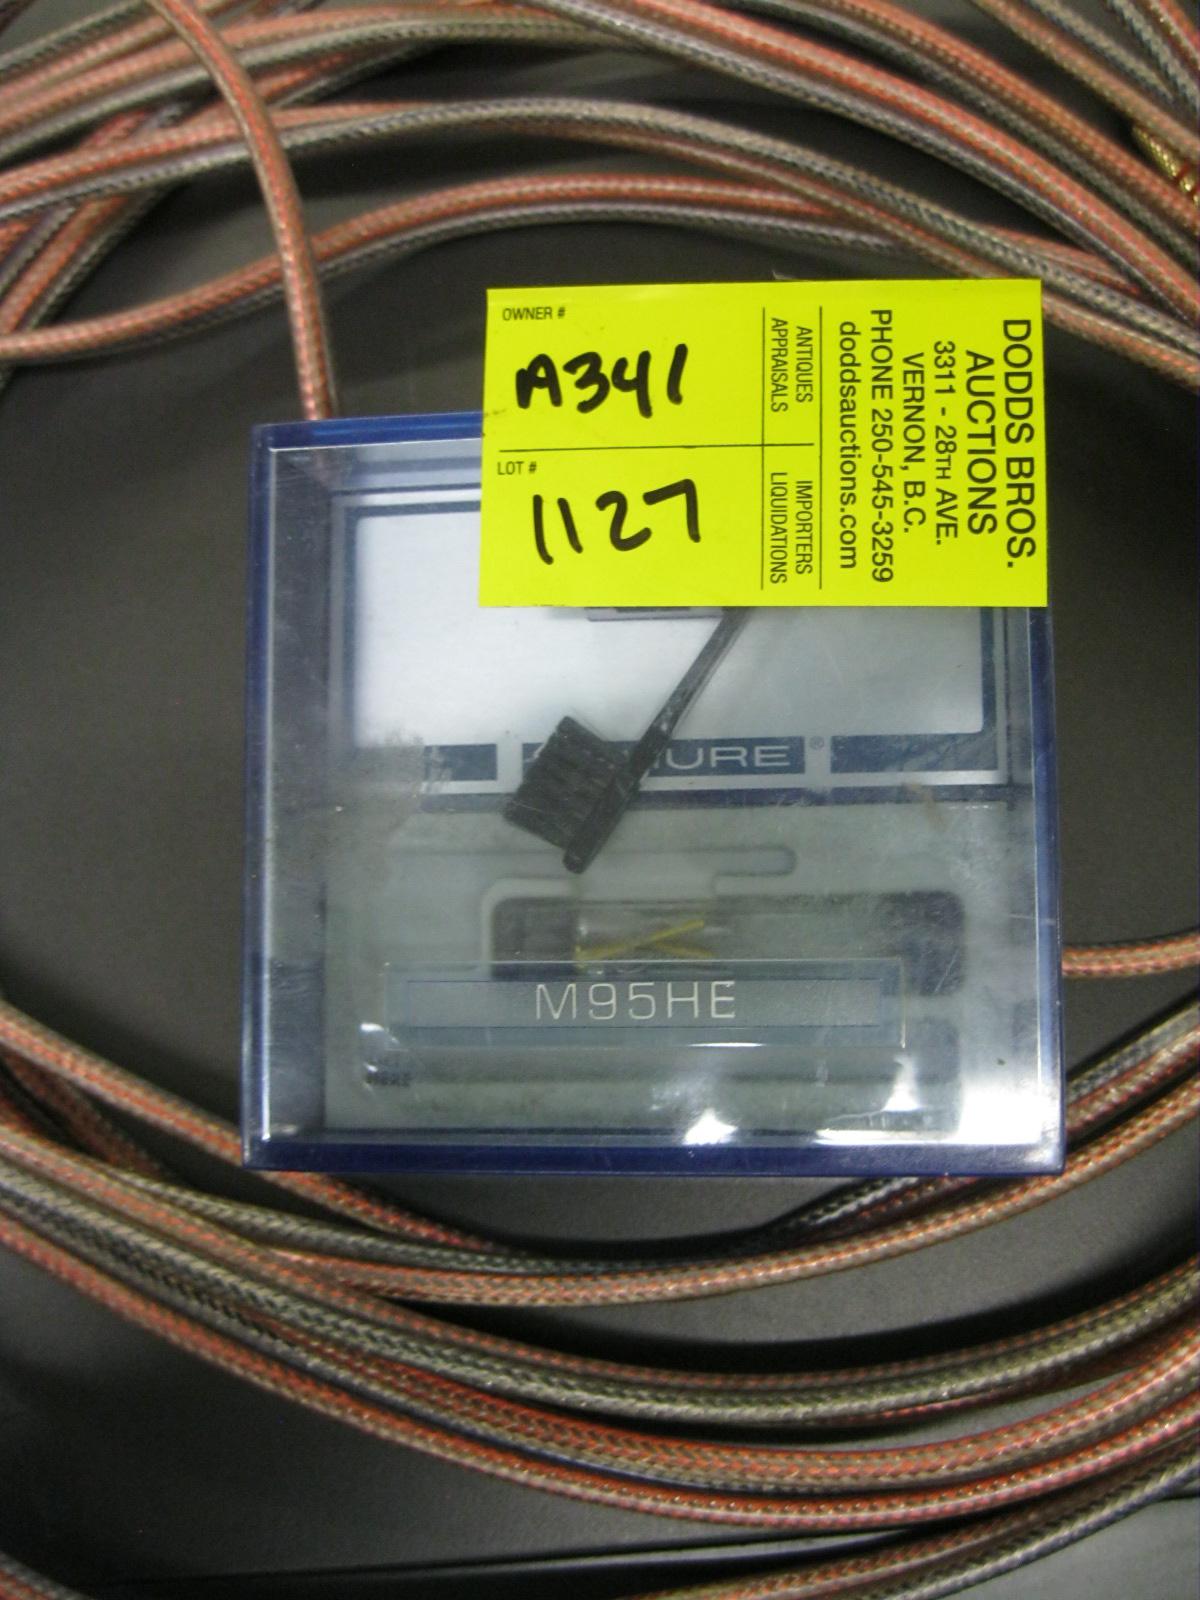 OWNER #
A341
LOT #
1127
ANTIQUES
APPRAISALS
IMPORTERS
LIQUIDATIONS
DODDS BROS.
AUCTIONS
3311 - 28TH AVE.
VERNON, B.C.
PHONE 250-545-3259
doddsauctions.com
URE ®
M95HE